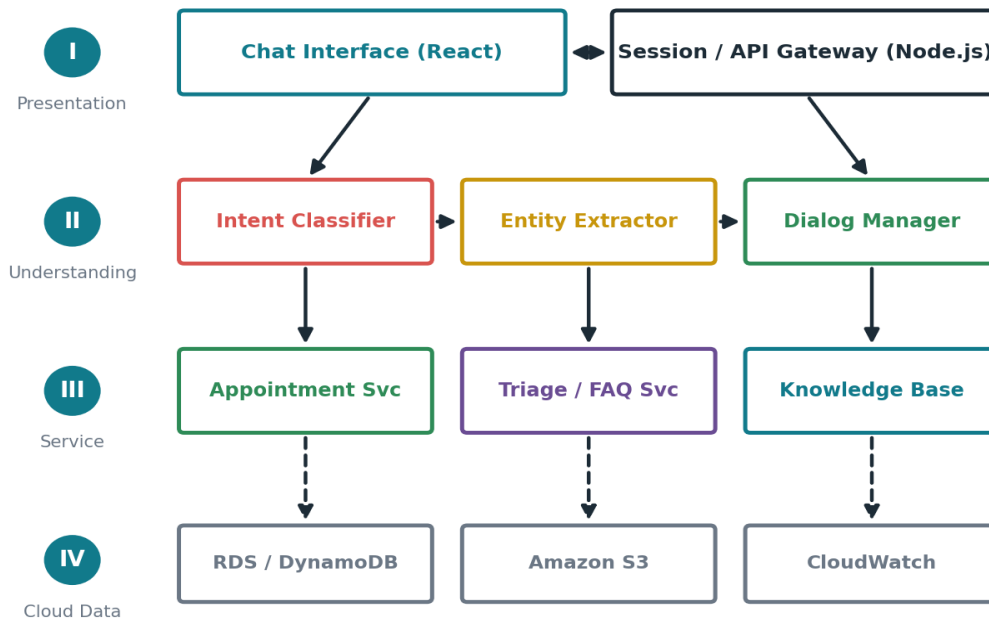 I
Presentation
Chat Interface (React)
Session / API Gateway (Node.js)
II
Understanding
Intent Classifier
Entity Extractor
Dialog Manager
III
Service
Appointment Svc
Triage / FAQ Svc
Knowledge Base
IV
Cloud Data
RDS / DynamoDB
Amazon S3
CloudWatch